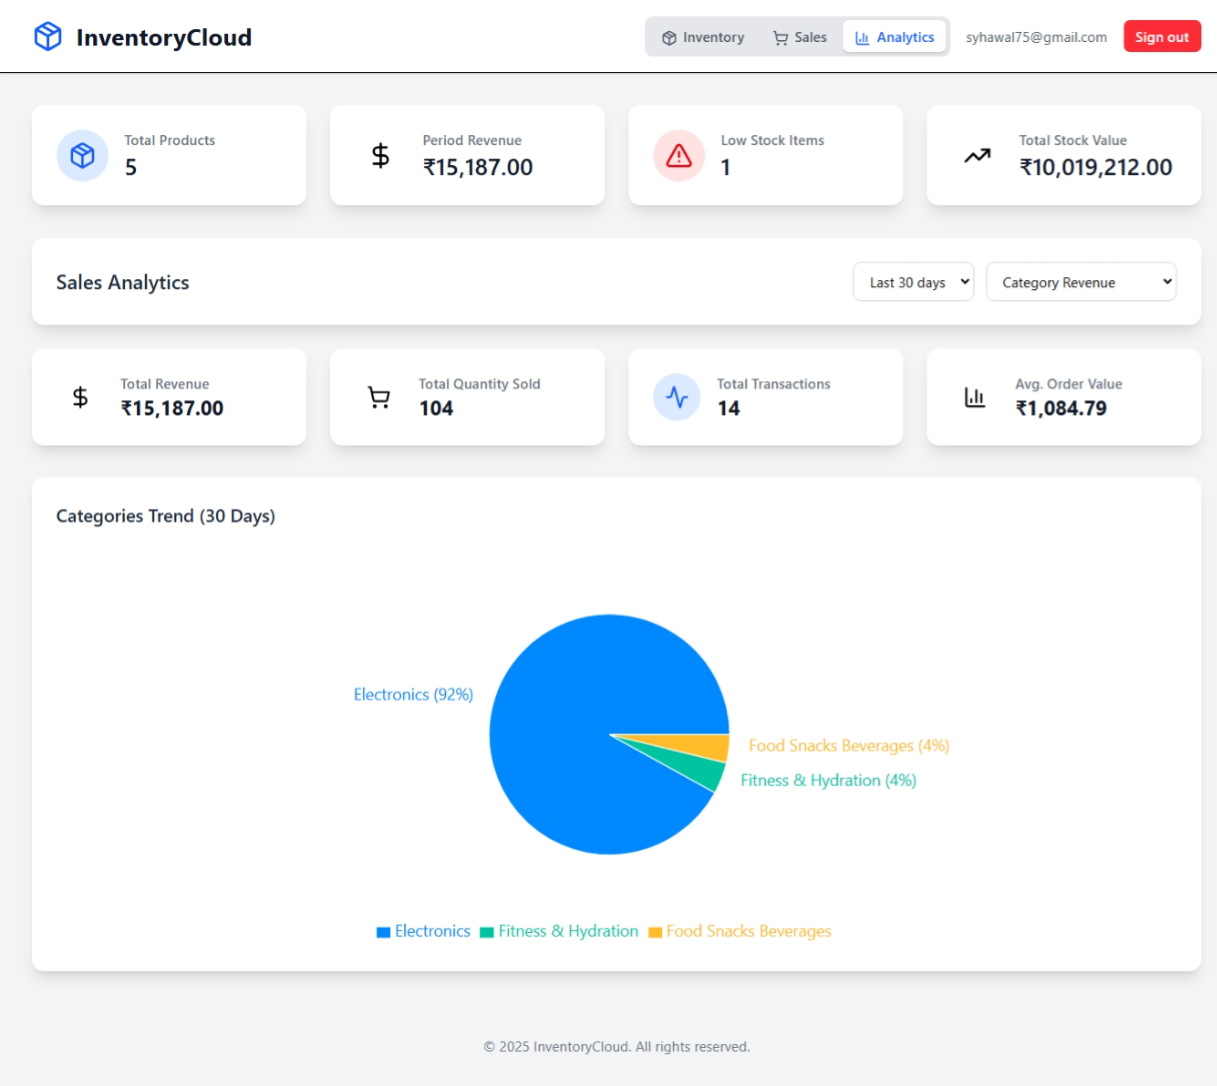 InventoryCloud
Inventory Sales Analytics syhawal75@gmail.com Sign out
Total Products
5
Period Revenue
₹15,187.00
Low Stock Items
1
Total Stock Value
₹10,019,212.00
Sales Analytics
Last 30 days Category Revenue
Total Revenue
₹15,187.00
Total Quantity Sold
104
Total Transactions
14
Avg. Order Value
₹1,084.79
Categories Trend (30 Days)
Electronics (92%)
Food Snacks Beverages (4%)
Fitness & Hydration (4%)
Electronics Fitness & Hydration Food Snacks Beverages
© 2025 InventoryCloud. All rights reserved.